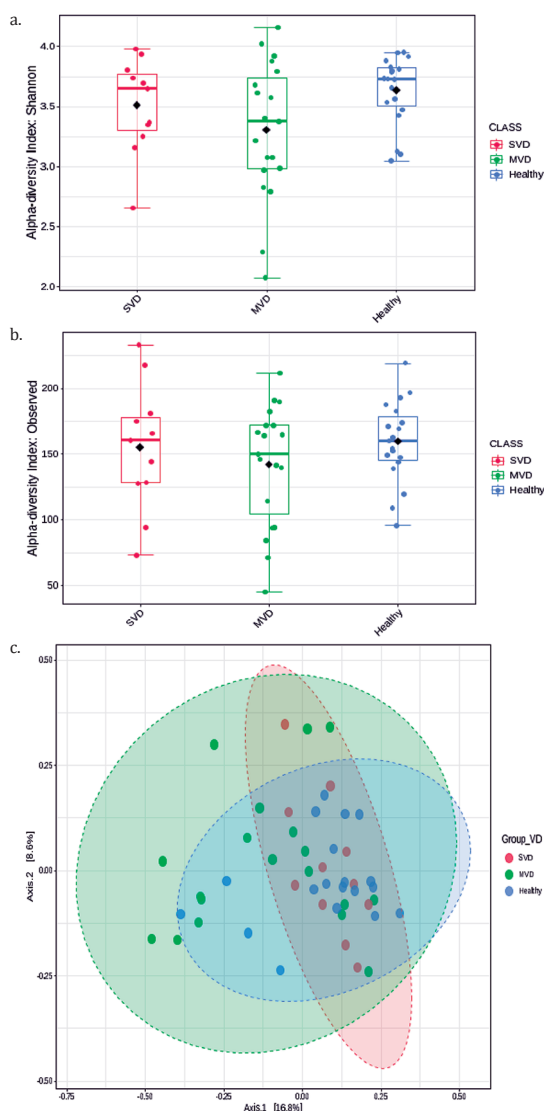 a.
Alpha-diversity Index: Shannon
4.0
3.5
3.0
2.5
2.0
SVD
MVD
Healthy
CLASS
SVD
MVD
Healthy
b.
Alpha-diversity Index: Observed
200
150
100
50
SVD
MVD
Healthy
CLASS
SVD
MVD
Healthy
c.
Axis.2 [8.6%]
0.50
0.25
0.00
-0.25
-0.50
-0.75
-0.50
-0.25
0.00
0.25
0.50
Axis.1 [16.8%]
Group_VD
SVD
MVD
Healthy